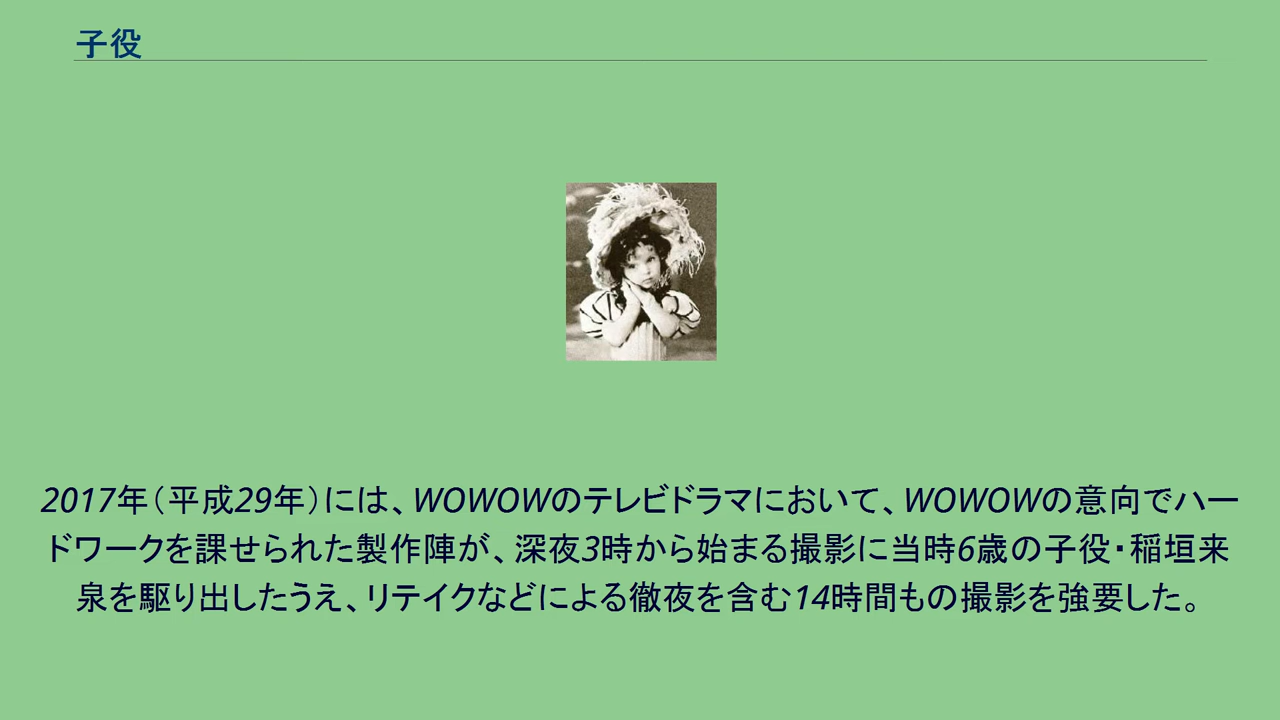 子役
2017年（平成29年）には、WOWOWのテレビドラマにおいて、WOWOWの意向でハー
ドワークを課せられた製作陣が、深夜3時から始まる撮影に当時6歳の子役・稲垣来
泉を駆り出したうえ、リテイクなどによる徹夜を含む14時間もの撮影を強要した。